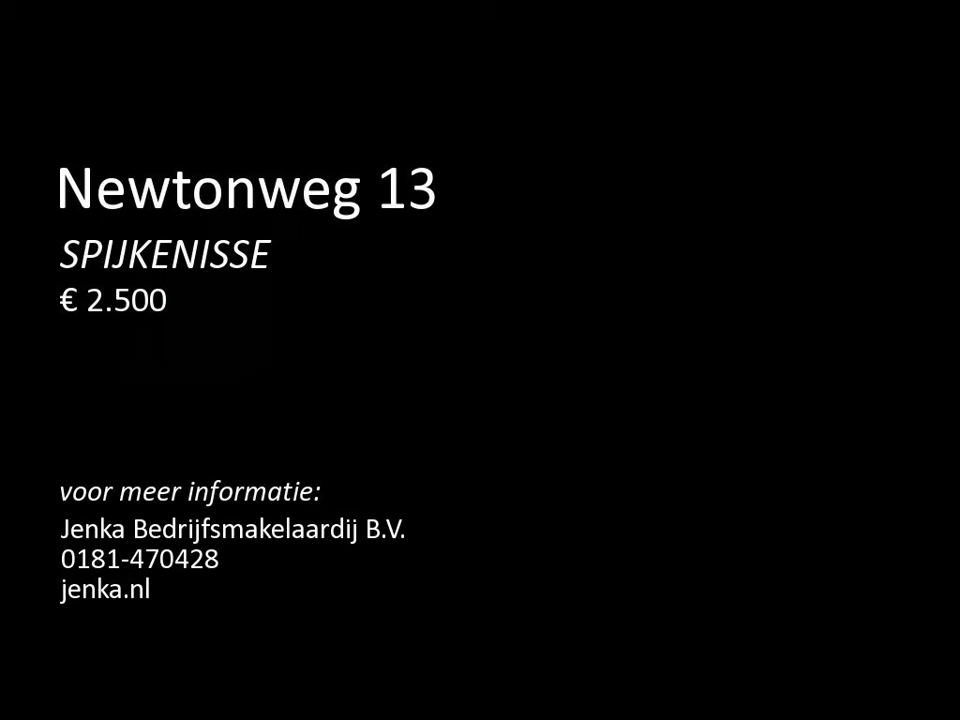 Newtonweg 13
SPIJKENISSE
€ 2.500
voor meer informatie:
Jenka Bedrijfsmakelaardij B.V.
0181-470428
jenka.nl